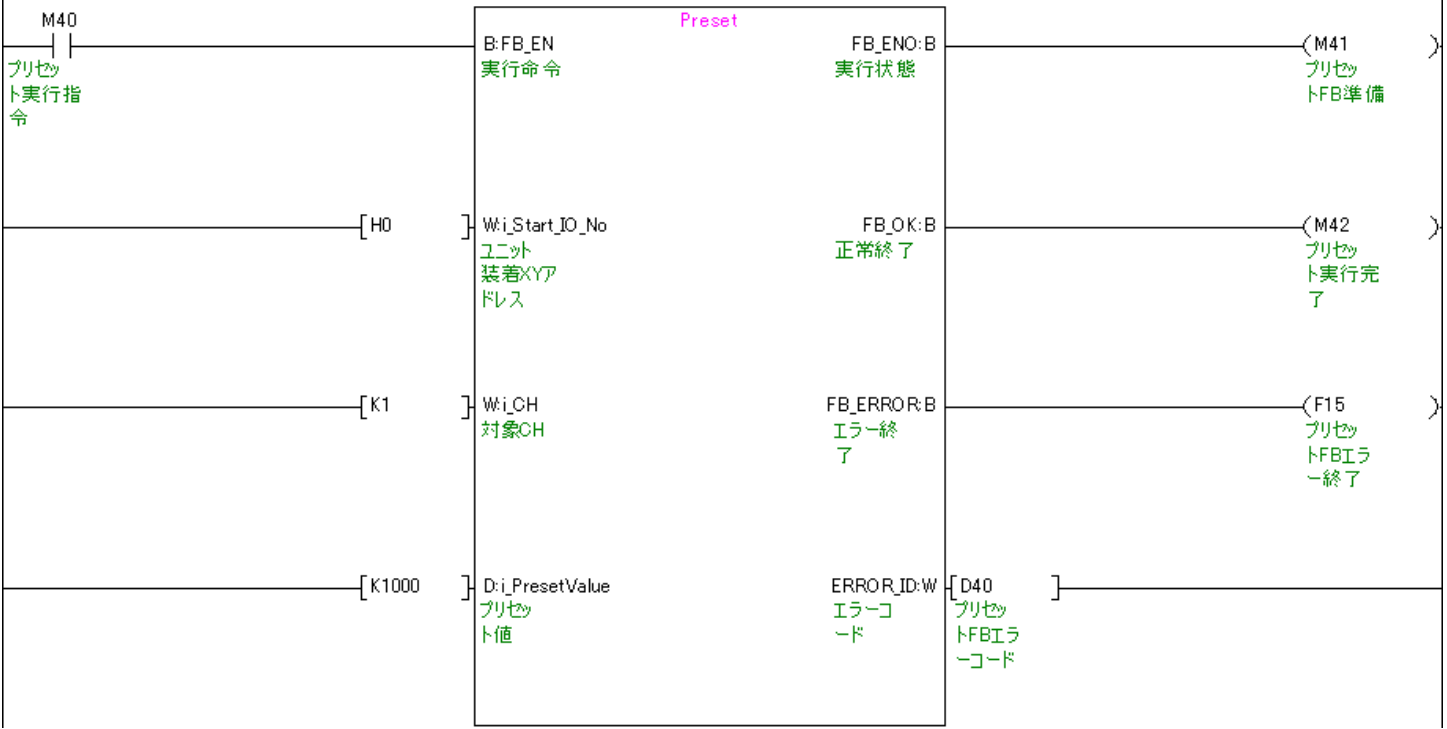 Preset
M40
プリセッ
ト実行指
令
B:FB_EN
実行命令
FB_ENO:B
実行状態
M41
プリセッ
トFB準備
H0
W:i_Start_IO_No
ユニット
装着XYア
ドレス
FB_OK:B
正常終了
M42
プリセッ
ト実行完
了
K1
W:i_CH
対象CH
FB_ERROR:B
エラー終
了
F15
プリセッ
トFBエラ
ー終了
K1000
D:i_PresetValue
プリセッ
ト値
ERROR_ID:W
エラーコ
ード
D40
プリセッ
トFBエラ
ーコード